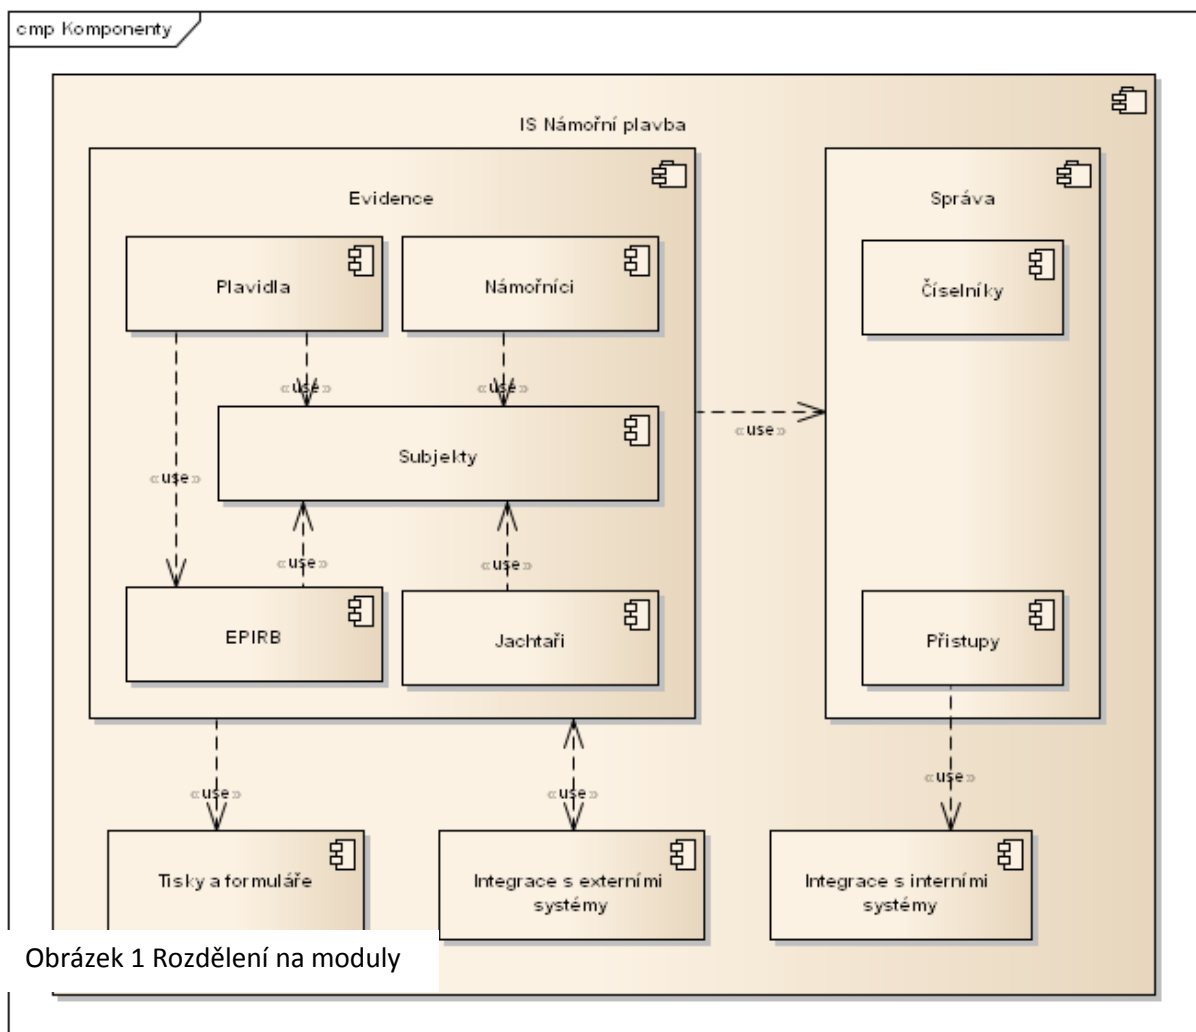 cmp Komponenty
IS Námořní plavba
Evidence
Správa
Plavidla
Námořníci
Číselníky
«use»
«use»
«use»
Subjekty
«use»
«use»
«use»
EPIRB
Jachtaři
Přístupy
«use»
«use»
«use»
Tisky a formuláře
Integrace s externími
systémy
Integrace s interními
systémy
Obrázek 1 Rozdělení na moduly